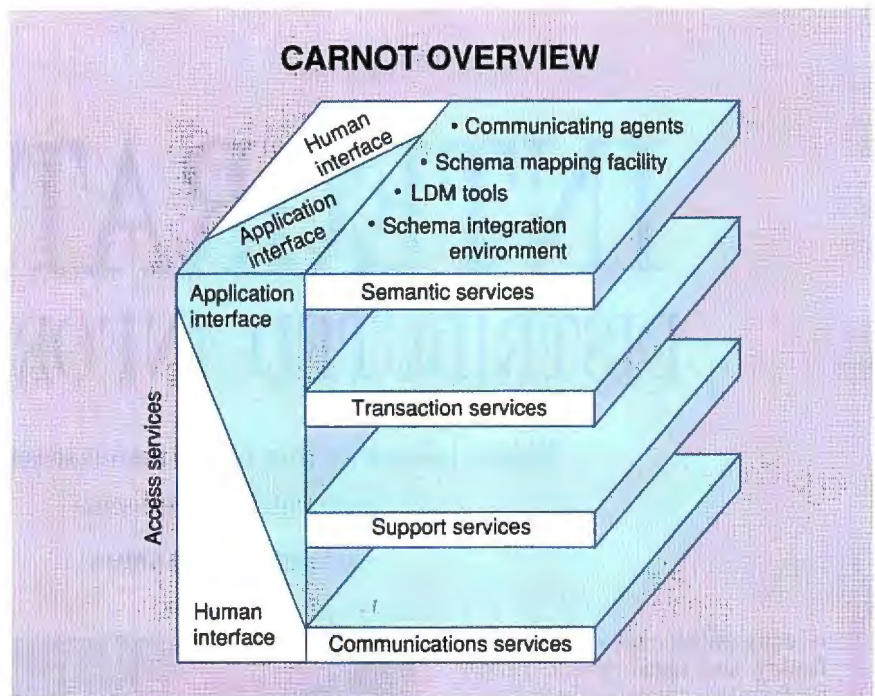 CARNOT OVERVIEW
Human
interface
• Communicating agents
• Schema mapping facility
• LDM tools
• Schema integration
environment
Application
interface
Application
interface
Semantic services
Transaction services
Access services
Support services
Human
interface
Communications services